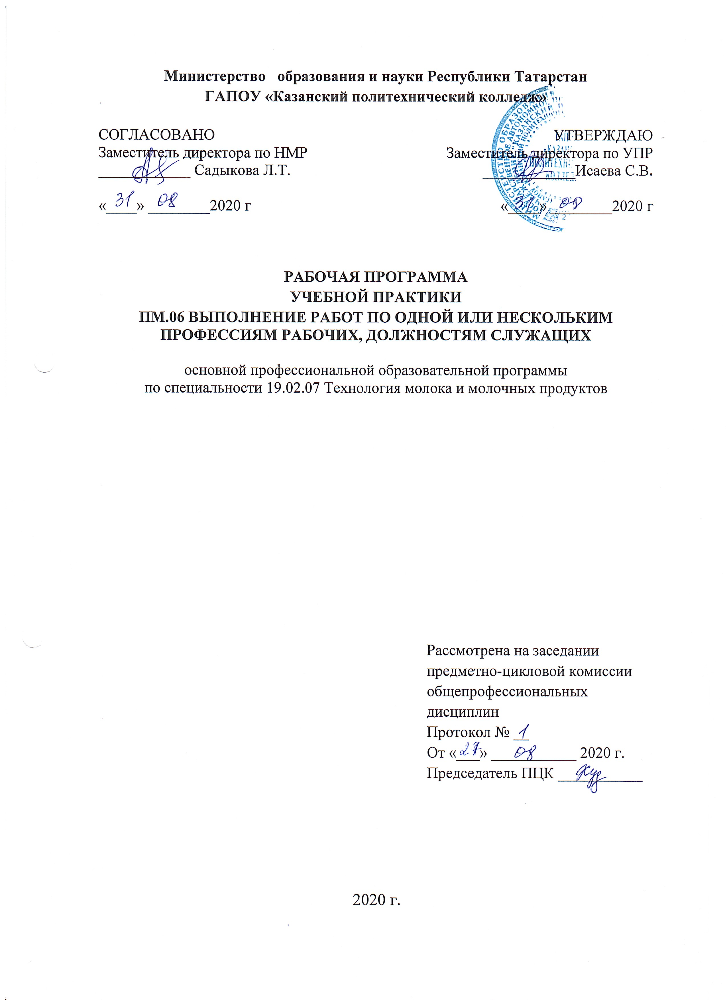 Министерство образования и науки Республики Татарстан
ГАПОУ «Казанский политехнический колледж»
СОГЛАСОВАНО
Заместитель директора по НМР
____________ Садыкова Л.Т.
«31» 08 2020 г
УТВЕРЖДАЮ
Заместитель директора по УПР
____________Исаева С.В.
«31» 08 2020 г
РАБОЧАЯ ПРОГРАММА
УЧЕБНОЙ ПРАКТИКИ
ПМ.06 ВЫПОЛНЕНИЕ РАБОТ ПО ОДНОЙ ИЛИ НЕСКОЛЬКИМ
ПРОФЕССИЯМ РАБОЧИХ, ДОЛЖНОСТЯМ СЛУЖАЩИХ
основной профессиональной образовательной программы
по специальности 19.02.07 Технология молока и молочных продуктов
Рассмотрена на заседании
предметно-цикловой комиссии
общепрофессиональных
дисциплин
Протокол № 1
От «27» 08 2020 г.
Председатель ПЦК ___________
2020 г.